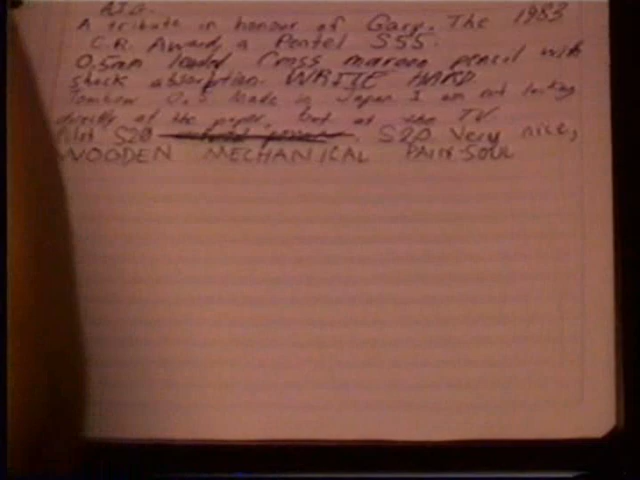 A tribute in honour of Gary. The 1983
C.R. Award, a Pentel S55.
0.5mm leaded Cross maroon pencil with
shock absorption. WRITE HARD
Tombow 0.5 Made in Japan I am not looking
directly at the paper, but at the TV.
S20 S20 Very nice,
WOODEN MECHANICAL PAIN-SOUL